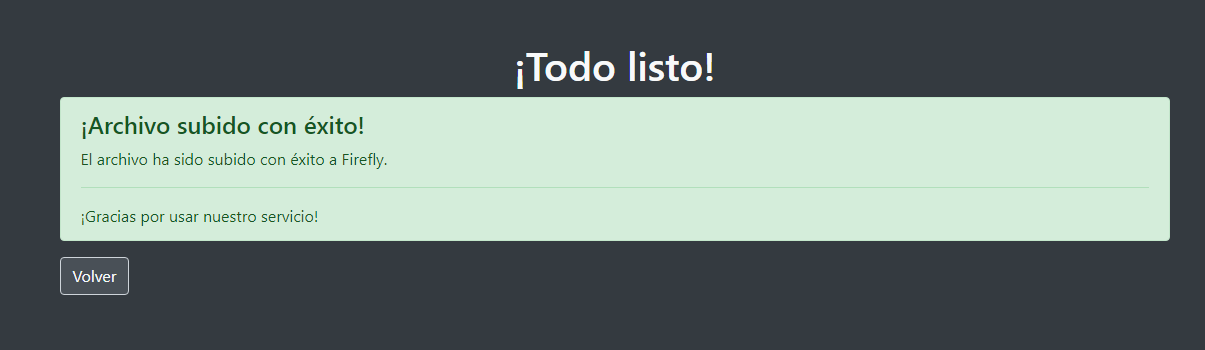 ¡Todo listo!
¡Archivo subido con éxito!
El archivo ha sido subido con éxito a Firefly.
¡Gracias por usar nuestro servicio!
Volver